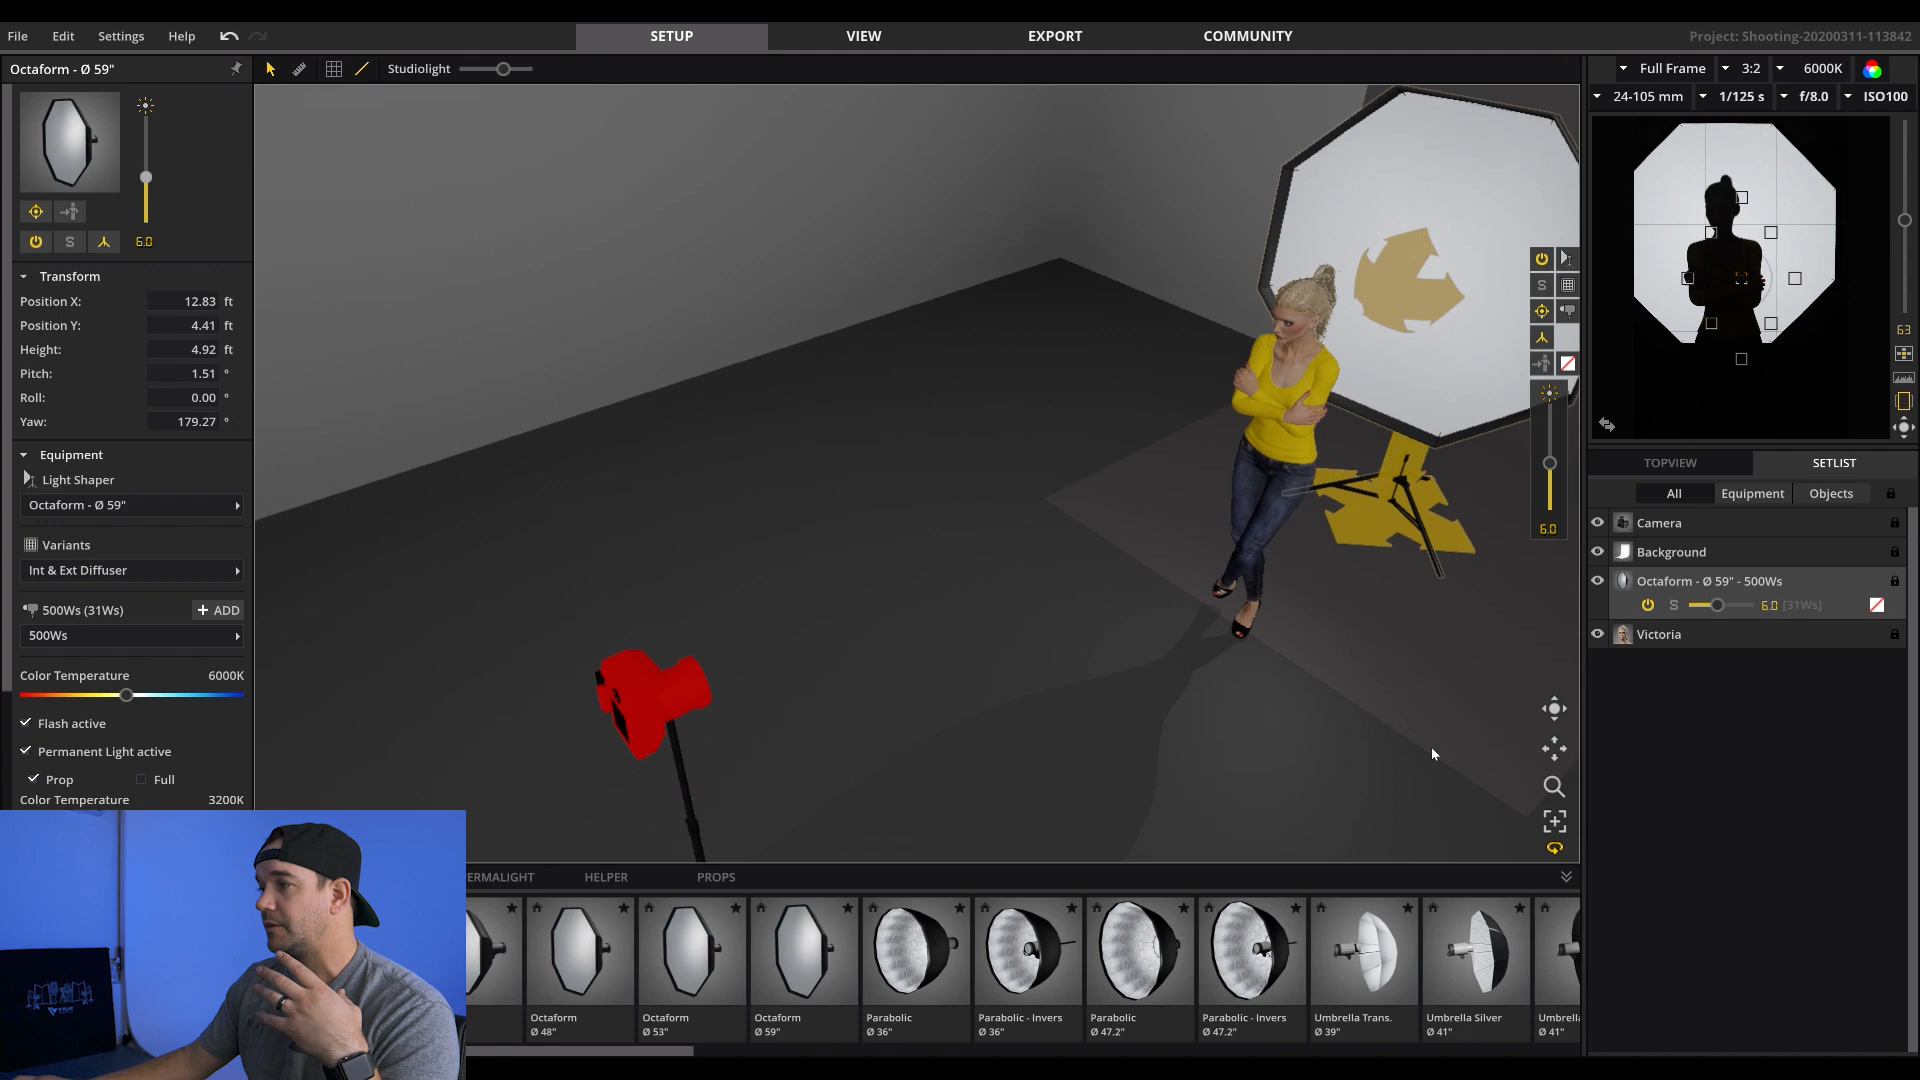 File Edit Settings Help
SETUP VIEW EXPORT COMMUNITY
Project: Shooting-20200311-113842
Octaform - Ø 59"
Studiolight
Full Frame 3:2 6000K
24-105 mm 1/125 s f/8.0 ISO100
6.0
Transform
Position X: 12.83 ft
Position Y: 4.41 ft
Height: 4.92 ft
Pitch: 1.51 °
Roll: 0.00 °
Yaw: 179.27 °
Equipment
Light Shaper
Octaform - Ø 59"
Variants
Int & Ext Diffuser
500Ws (31Ws) + ADD
500Ws
Color Temperature 6000K
Flash active
Permanent Light active
Prop Full
Color Temperature 3200K
S
S
6.0
63
TOPVIEW SETLIST
All Equipment Objects
Camera
Background
Octaform - Ø 59" - 500Ws
S 6.0 [31Ws]
Victoria
ERMALIGHT HELPER PROPS
Octaform
Ø 48"
Octaform
Ø 53"
Octaform
Ø 59"
Parabolic
Ø 36"
Parabolic - Invers
Ø 36"
Parabolic
Ø 47.2"
Parabolic - Invers
Ø 47.2"
Umbrella Trans.
Ø 39"
Umbrella Silver
Ø 41"
Umbrella
Ø 41"